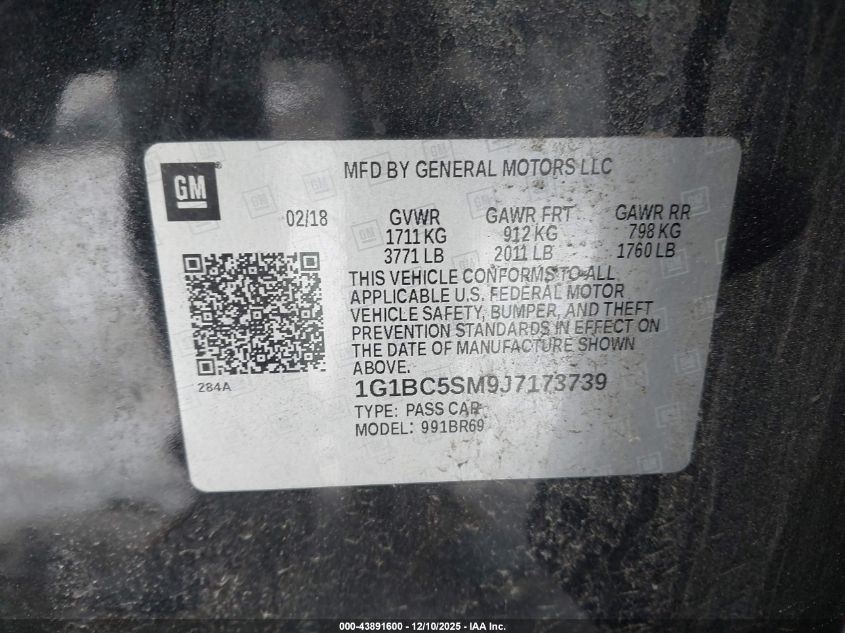 GM
MFD BY GENERAL MOTORS LLC
02/18 GVWR GAWR FRT GAWR RR
1711 KG 912 KG 798 KG
3771 LB 2011 LB 1760 LB
THIS VEHICLE CONFORMS TO ALL
APPLICABLE U.S. FEDERAL MOTOR
VEHICLE SAFETY, BUMPER, AND THEFT
PREVENTION STANDARDS IN EFFECT ON
THE DATE OF MANUFACTURE SHOWN
ABOVE.
284A
1G1BC5SM9J7173739
TYPE: PASS CAR
MODEL: 991BR69
000-43891600 - 12/10/2025 - IAA Inc.